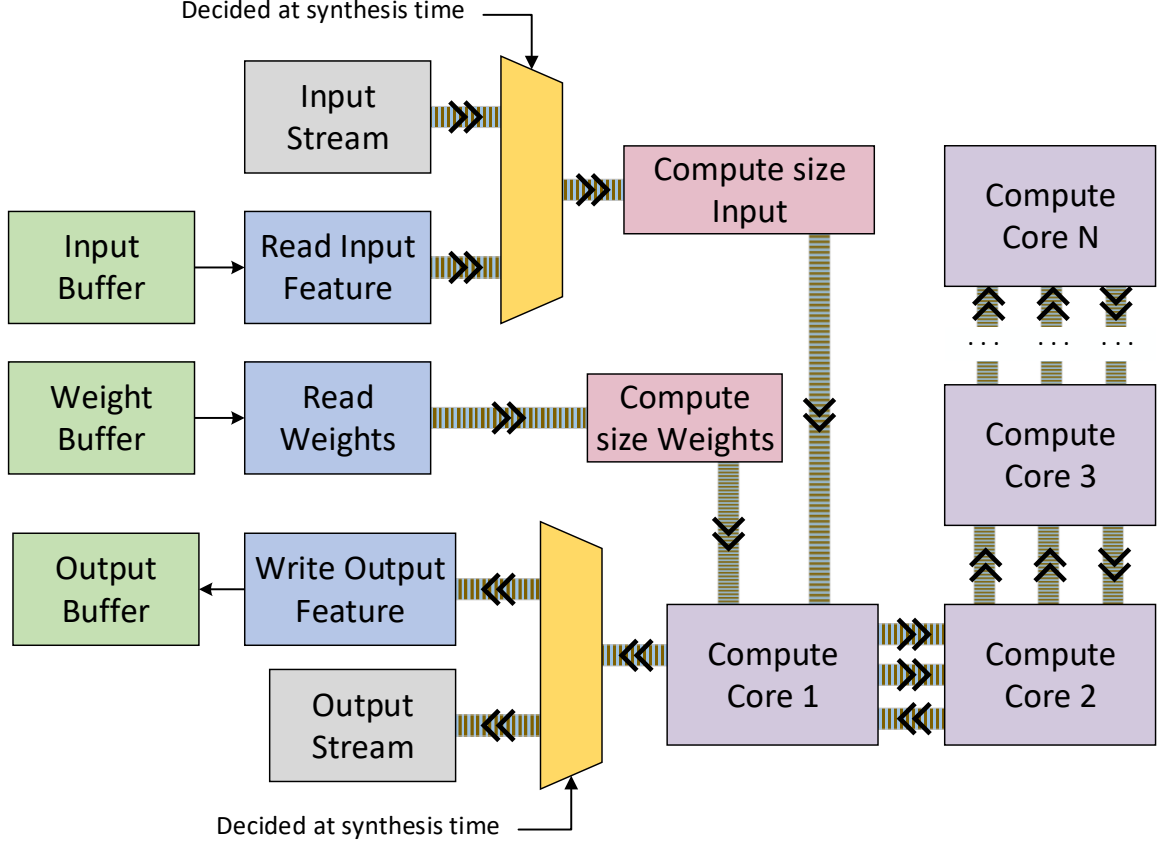 Decided at synthesis time
Input
Stream
Compute size
Input
Compute
Core N
Input
Buffer
Read Input
Feature
. . .
. . .
. . .
Weight
Buffer
Read
Weights
Compute
size Weights
Compute
Core 3
Output
Buffer
Write Output
Feature
Compute
Core 1
Compute
Core 2
Output
Stream
Decided at synthesis time